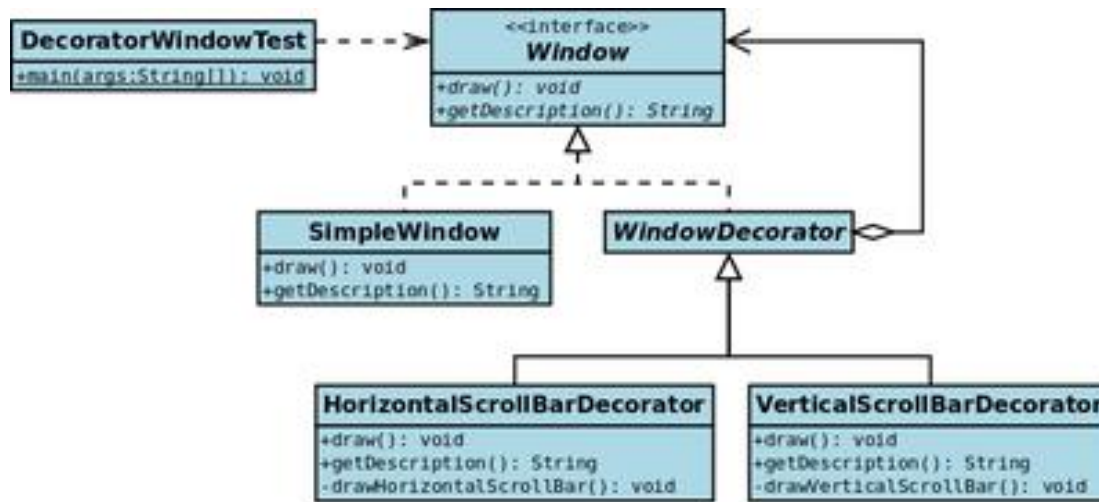 DecoratorWindowTest
+main(args:String[]): void
<<interface>>
Window
+draw(): void
+getDescription(): String
SimpleWindow
+draw(): void
+getDescription(): String
WindowDecorator
HorizontalScrollBarDecorator
+draw(): void
+getDescription(): String
-drawHorizontalScrollBar(): void
VerticalScrollBarDecorator
+draw(): void
+getDescription(): String
-drawVerticalScrollBar(): void